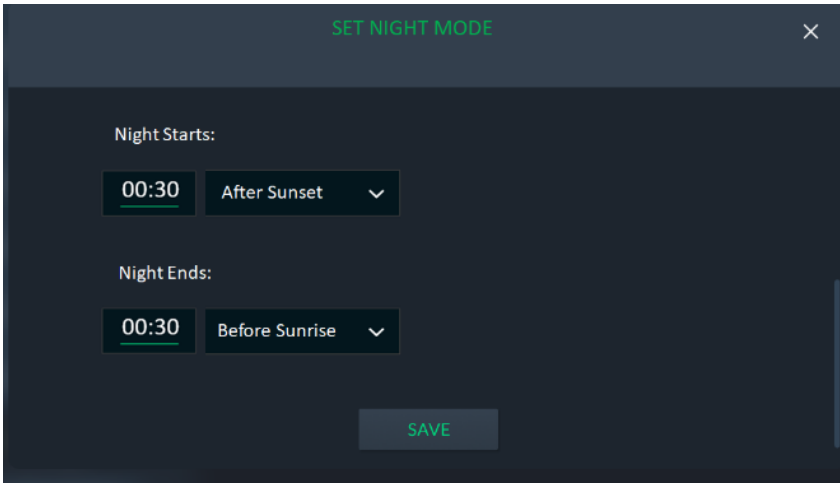 SET NIGHT MODE
Night Starts:
00:30 After Sunset
Night Ends:
00:30 Before Sunrise
SAVE